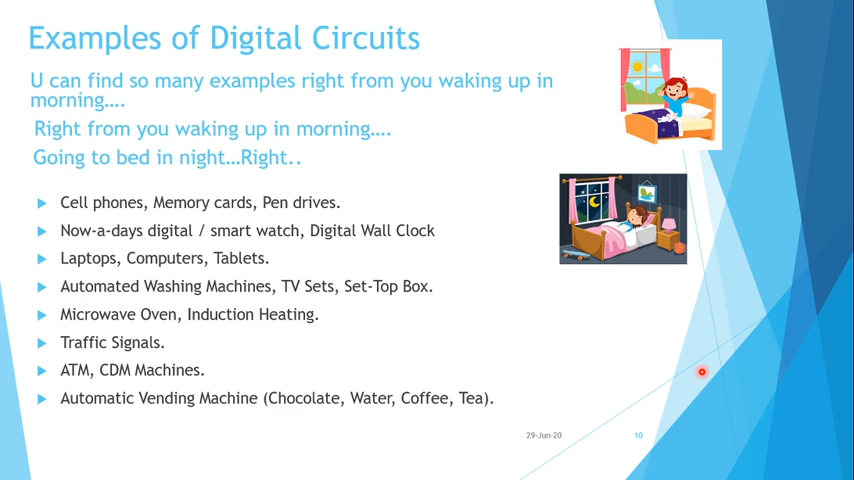 Examples of Digital Circuits
U can find so many examples right from you waking up in
morning….
Right from you waking up in morning….
Going to bed in night…Right..
Cell phones, Memory cards, Pen drives.
Now-a-days digital / smart watch, Digital Wall Clock
Laptops, Computers, Tablets.
Automated Washing Machines, TV Sets, Set-Top Box.
Microwave Oven, Induction Heating.
Traffic Signals.
ATM, CDM Machines.
Automatic Vending Machine (Chocolate, Water, Coffee, Tea).
29-Jun-20 10